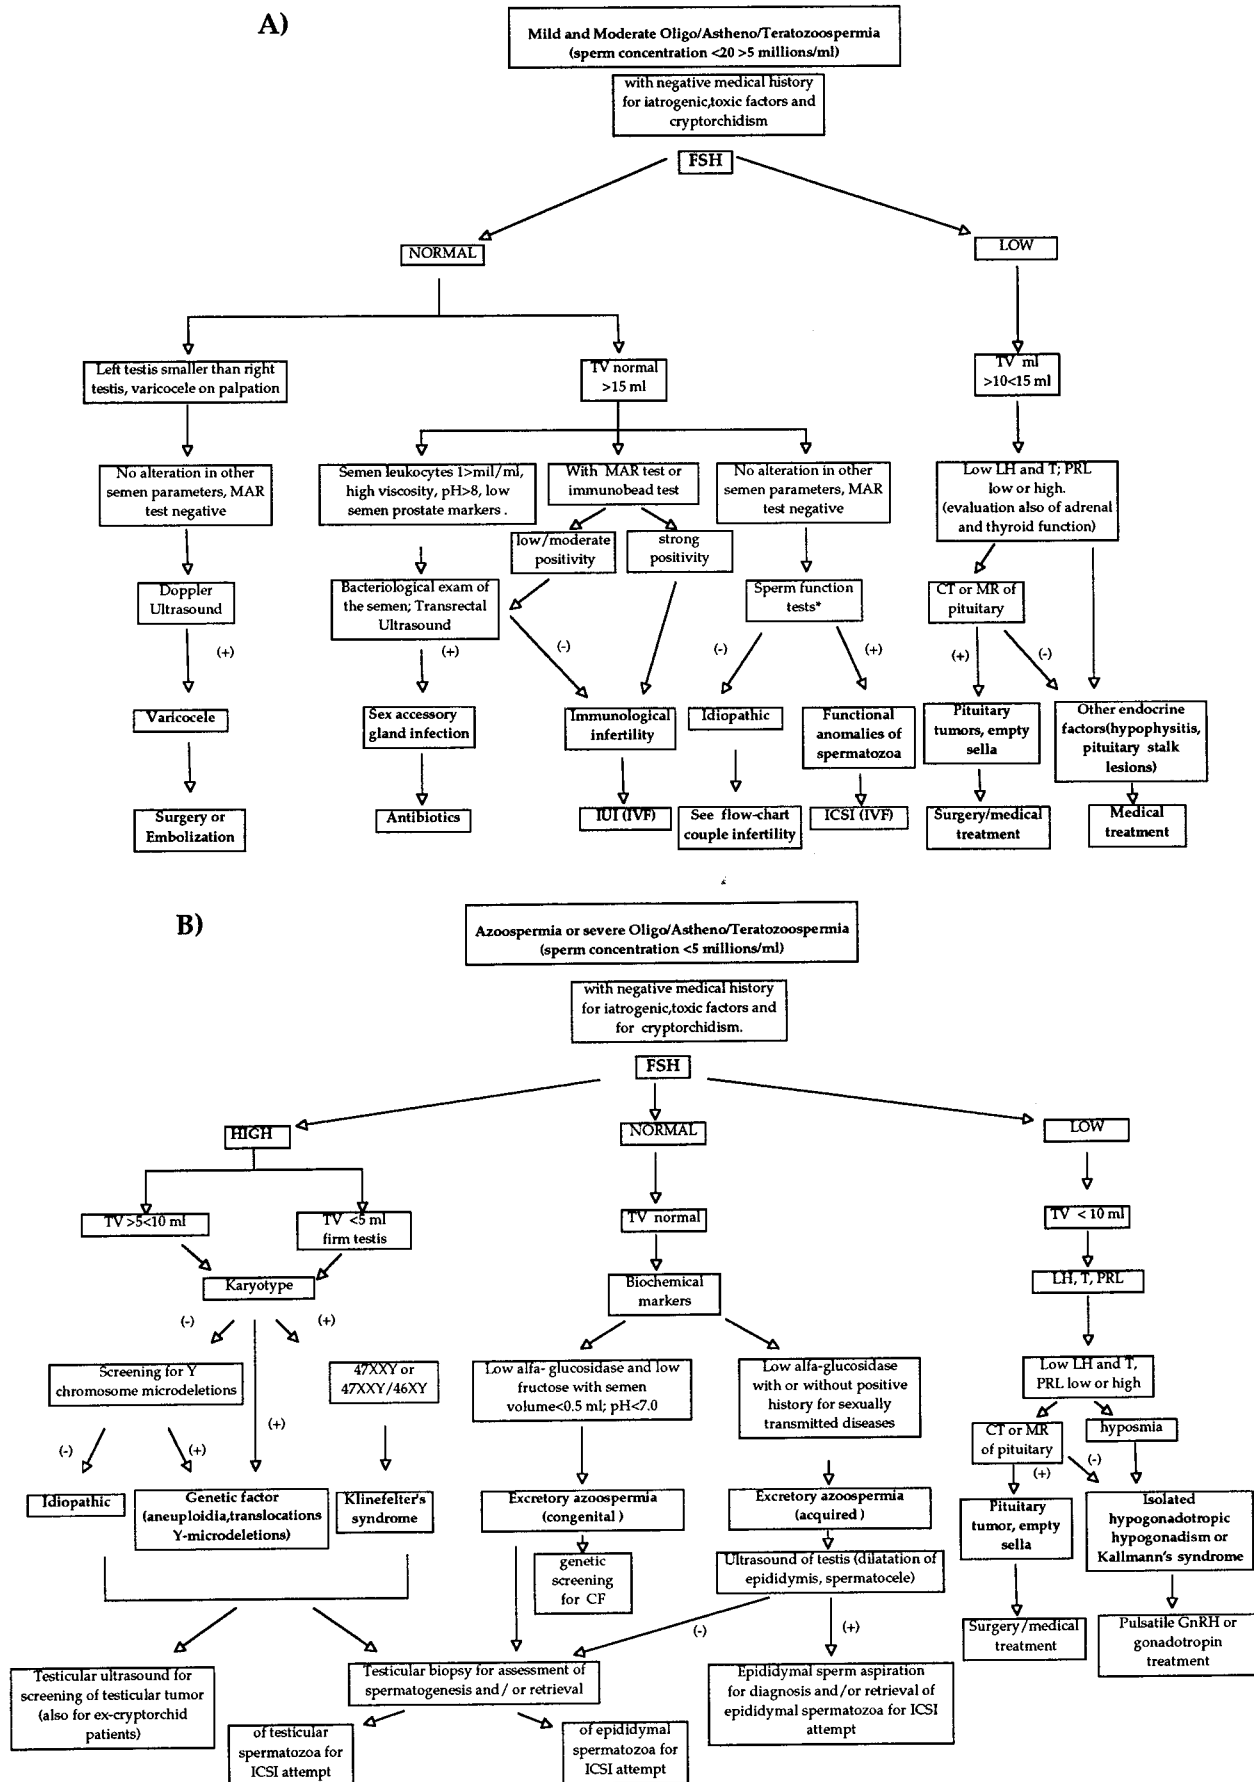 A)
Mild and Moderate Oligo/Astheno/Teratozoospermia
(sperm concentration <20 >5 millions/ml)
with negative medical history
for iatrogenic,toxic factors and
cryptorchidism
FSH
NORMAL
LOW
Left testis smaller than right
testis, varicocele on palpation
TV normal
>15 ml
TV ml
>10<15 ml
No alteration in other
semen parameters, MAR
test negative
Semen leukocytes 1>mil/ml,
high viscosity, pH>8, low
semen prostate markers .
With MAR test or
immunobead test
No alteration in other
semen parameters, MAR
test negative
Low LH and T; PRL
low or high.
(evaluation also of adrenal
and thyroid function)
low/moderate
positivity
strong
positivity
Doppler
Ultrasound
Bacteriological exam of
the semen; Transrectal
Ultrasound
Sperm function
tests*
CT or MR of
pituitary
(+)
(+)
(-)
(-)
(+)
(+)
(-)
Varicocele
Sex accessory
gland infection
Immunological
infertility
Idiopathic
Functional
anomalies of
spermatozoa
Pituitary
tumors, empty
sella
Other endocrine
factors(hypophysitis,
pituitary stalk
lesions)
Surgery or
Embolization
Antibiotics
IUI (IVF)
See flow-chart
couple infertility
ICSI (IVF)
Surgery/medical
treatment
Medical
treatment
B)
Azoospermia or severe Oligo/Astheno/Teratozoospermia
(sperm concentration <5 millions/ml)
with negative medical history
for iatrogenic,toxic factors and
for cryptorchidism.
FSH
HIGH
NORMAL
LOW
TV >5<10 ml
TV <5 ml
firm testis
TV normal
TV < 10 ml
Karyotype
Biochemical
markers
LH, T, PRL
(-)
(+)
Screening for Y
chromosome microdeletions
47XXY or
47XXY/46XY
Low alfa- glucosidase and low
fructose with semen
volume<0.5 ml; pH<7.0
Low alfa-glucosidase
with or without positive
history for sexually
transmitted diseases
Low LH and T,
PRL low or high
(+)
(-)
(+)
CT or MR
of pituitary
hyposmia
(+)
(-)
Idiopathic
Genetic factor
(aneuploidia,translocations
Y-microdeletions)
Klinefelter's
syndrome
Excretory azoospermia
(congenital )
Excretory azoospermia
(acquired )
Pituitary
tumor, empty
sella
Isolated
hypogonadotropic
hypogonadism or
Kallmann's syndrome
genetic
screening
for CF
Ultrasound of testis (dilatation of
epididymis, spermatocele)
(-)
(+)
Surgery/medical
treatment
Pulsatile GnRH or
gonadotropin
treatment
Testicular ultrasound for
screening of testicular tumor
(also for ex-cryptorchid
patients)
Testicular biopsy for assessment of
spermatogenesis and / or retrieval
Epididymal sperm aspiration
for diagnosis and/or retrieval of
epididymal spermatozoa for ICSI
attempt
of testicular
spermatozoa for
ICSI attempt
of epididymal
spermatozoa for
ICSI attempt